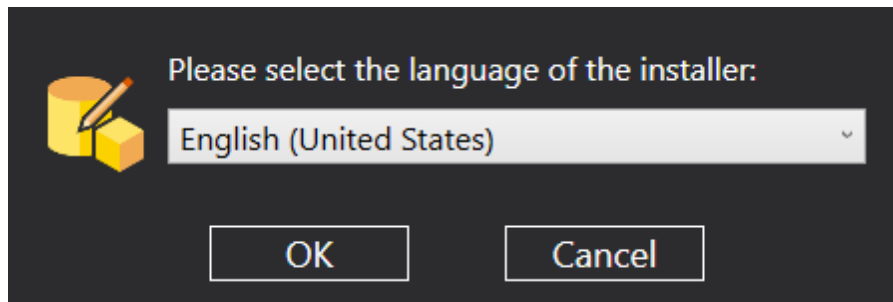 Please select the language of the installer:
English (United States)
OK
Cancel